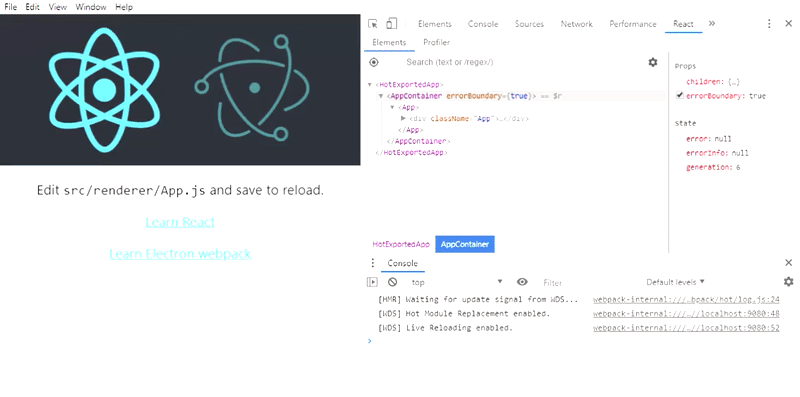 File Edit View Window Help
Elements Console Sources Network Performance React »
Elements Profiler
Search (text or /regex/)
<HotExportedApp>
<AppContainer errorBoundary={true}> == $r
<App>
<div className="App">…</div>
</App>
</AppContainer>
</HotExportedApp>
Props
children: {…}
errorBoundary: true
State
error: null
errorInfo: null
generation: 6
Edit src/renderer/App.js and save to reload.
Learn React
Learn Electron webpack
HotExportedApp AppContainer
Console
top Filter Default levels
[HMR] Waiting for update signal from WDS... webpack-internal:///…bpack/hot/log.js:24
[WDS] Hot Module Replacement enabled. webpack-internal:///…//localhost:9080:48
[WDS] Live Reloading enabled. webpack-internal:///…//localhost:9080:52
>